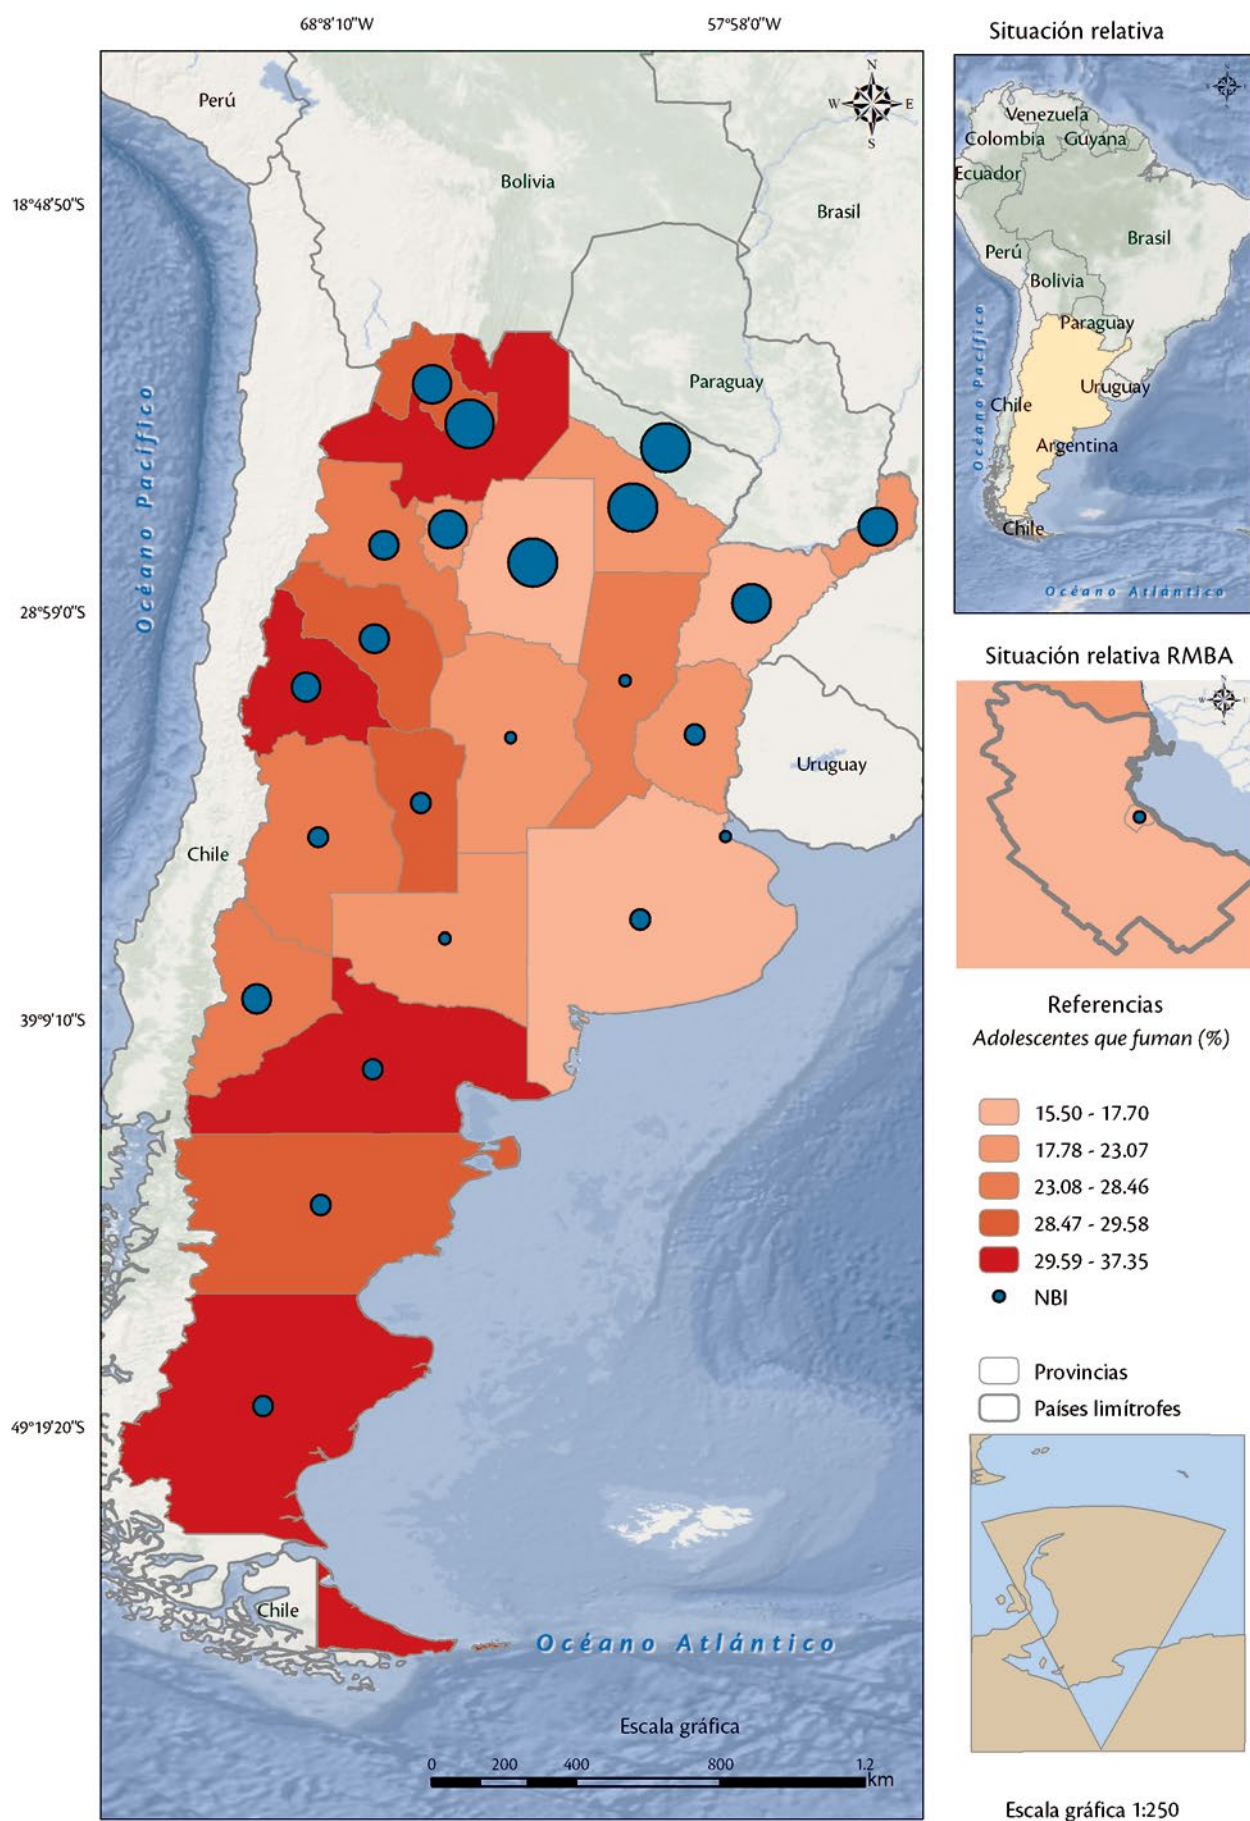 68°8'10"W
57°58'0"W
Situación relativa
N
W
E
S
Perú
Bolivia
Brasil
18°48'50"S
Paraguay
Océano Pacífico
28°59'0"S
Uruguay
Chile
39°9'10"S
49°19'20"S
Chile
Océano Atlántico
Escala gráfica
0
200
400
800
1.2
km
Venezuela
Colombia
Guyana
Ecuador
Perú
Brasil
Bolivia
Paraguay
Océano Pacífico
Uruguay
Chile
Argentina
Chile
Océano Atlántico
Situación relativa RMBA
Referencias
Adolescentes que fuman (%)
15.50 - 17.70
17.78 - 23.07
23.08 - 28.46
28.47 - 29.58
29.59 - 37.35
NBI
Provincias
Países limítrofes
Escala gráfica 1:250